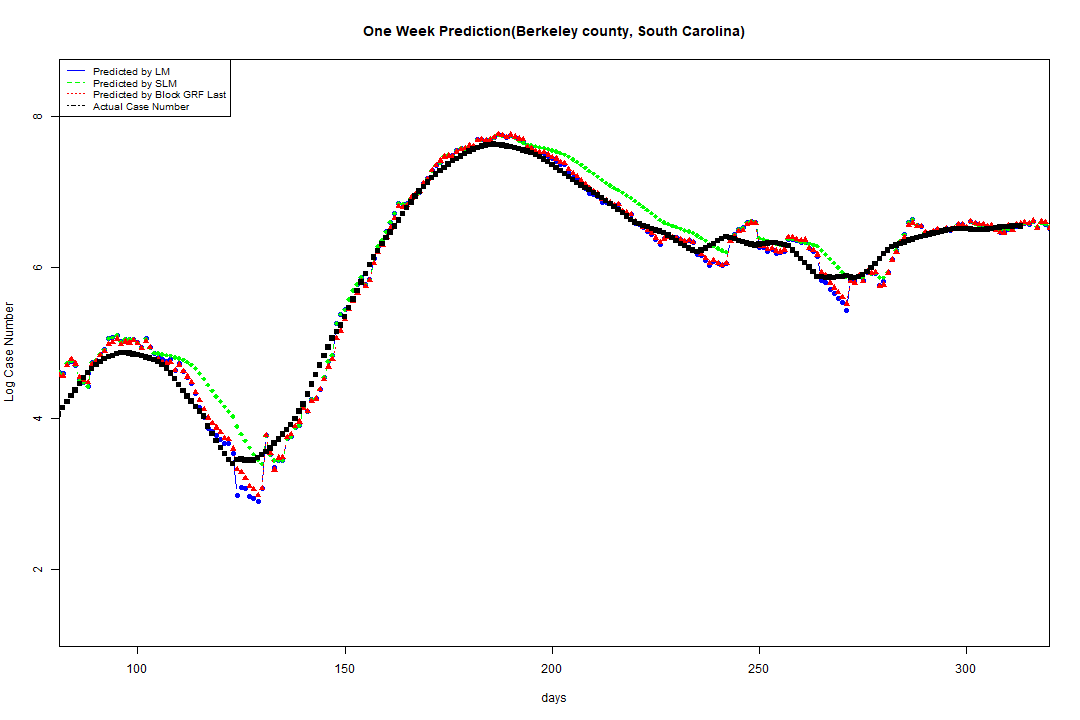 One Week Prediction(Berkeley county, South Carolina)
Predicted by LM
Predicted by SLM
Predicted by Block GRF Last
Actual Case Number
8
6
4
2
Log Case Number
100 150 200 250 300
days